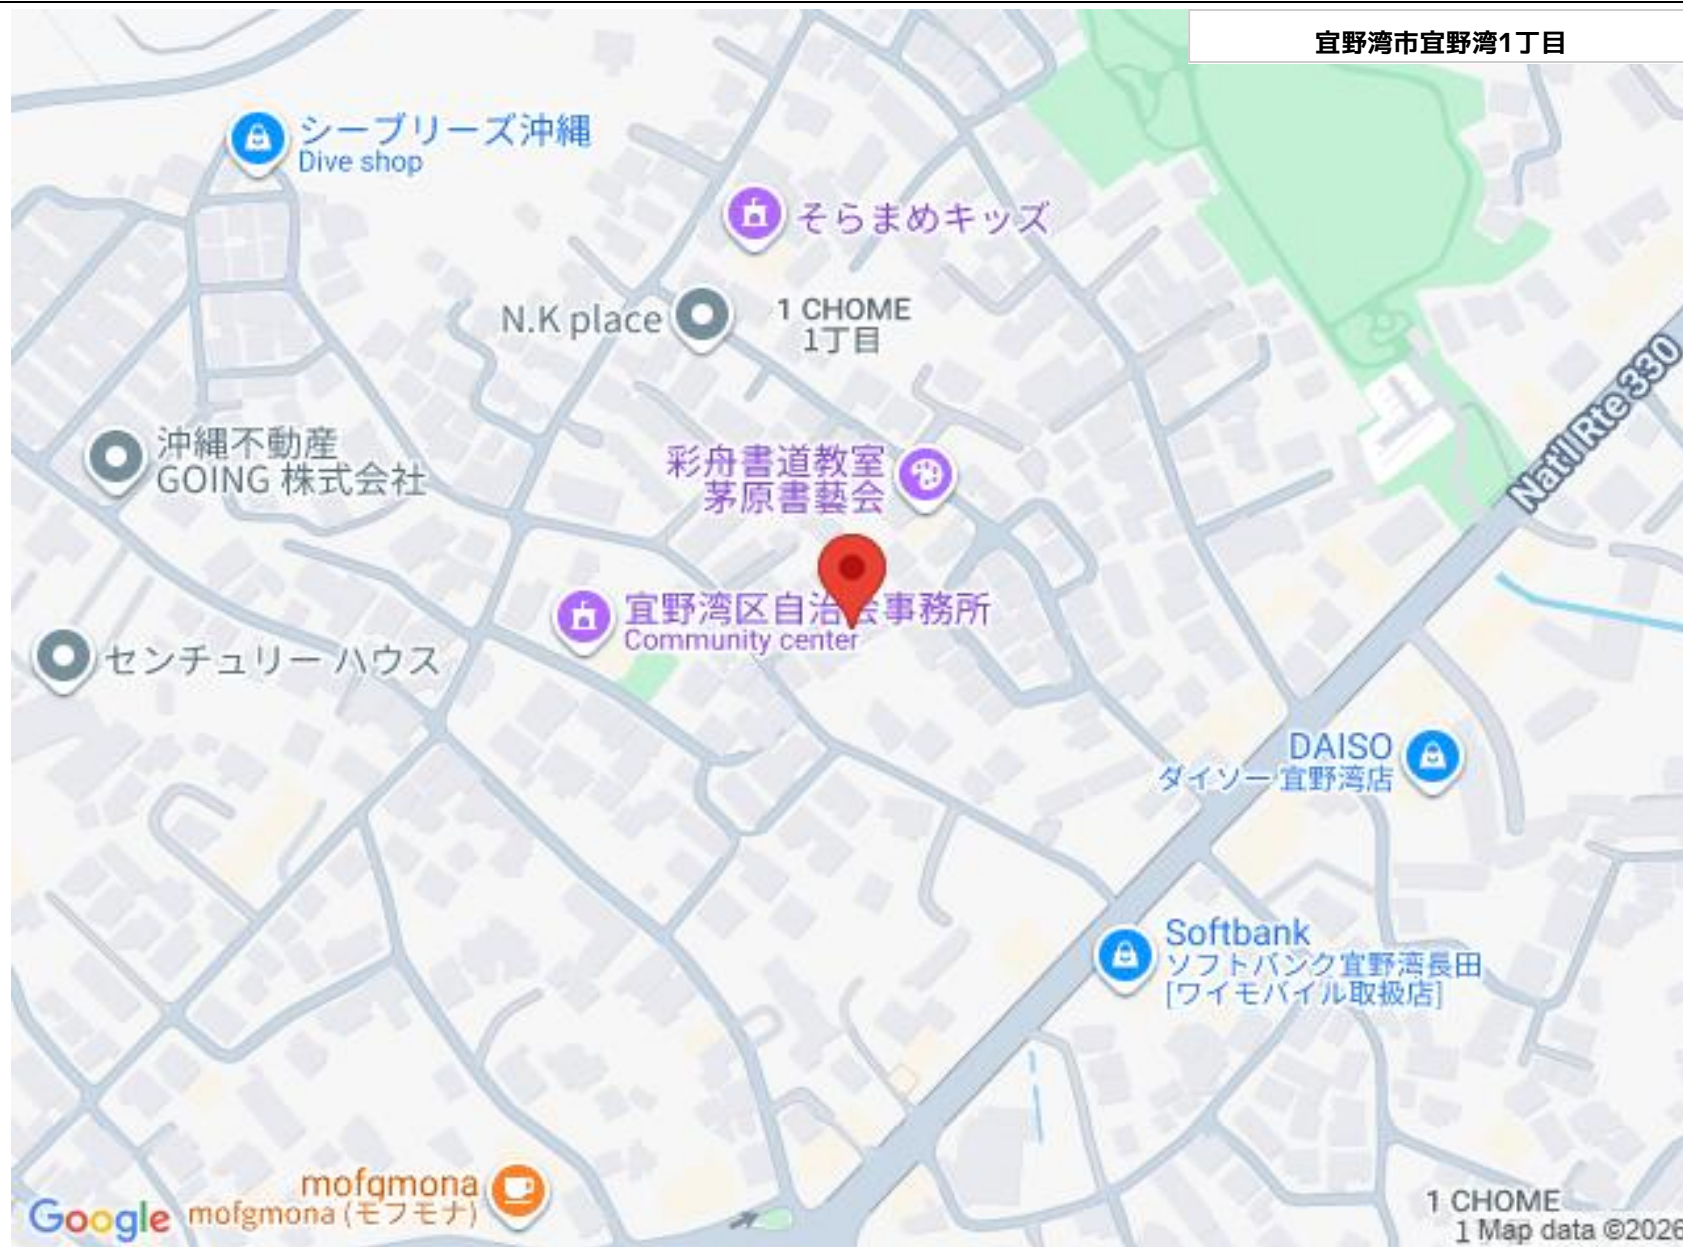 宜野湾市宜野湾1丁目
シーブリーズ沖縄
Dive shop
そらまめキッズ
N.K place
1 CHOME
1丁目
Nat'l Rte 330
沖縄不動産
GOING 株式会社
彩舟書道教室
茅原書藝会
宜野湾区自治会事務所
Community center
センチュリー ハウス
DAISO
ダイソー 宜野湾店
Softbank
ソフトバンク宜野湾長田
[ワイモバイル取扱店]
mofgmona
mofgmona (モフモナ)
Google
1 CHOME
1 Map data ©2026